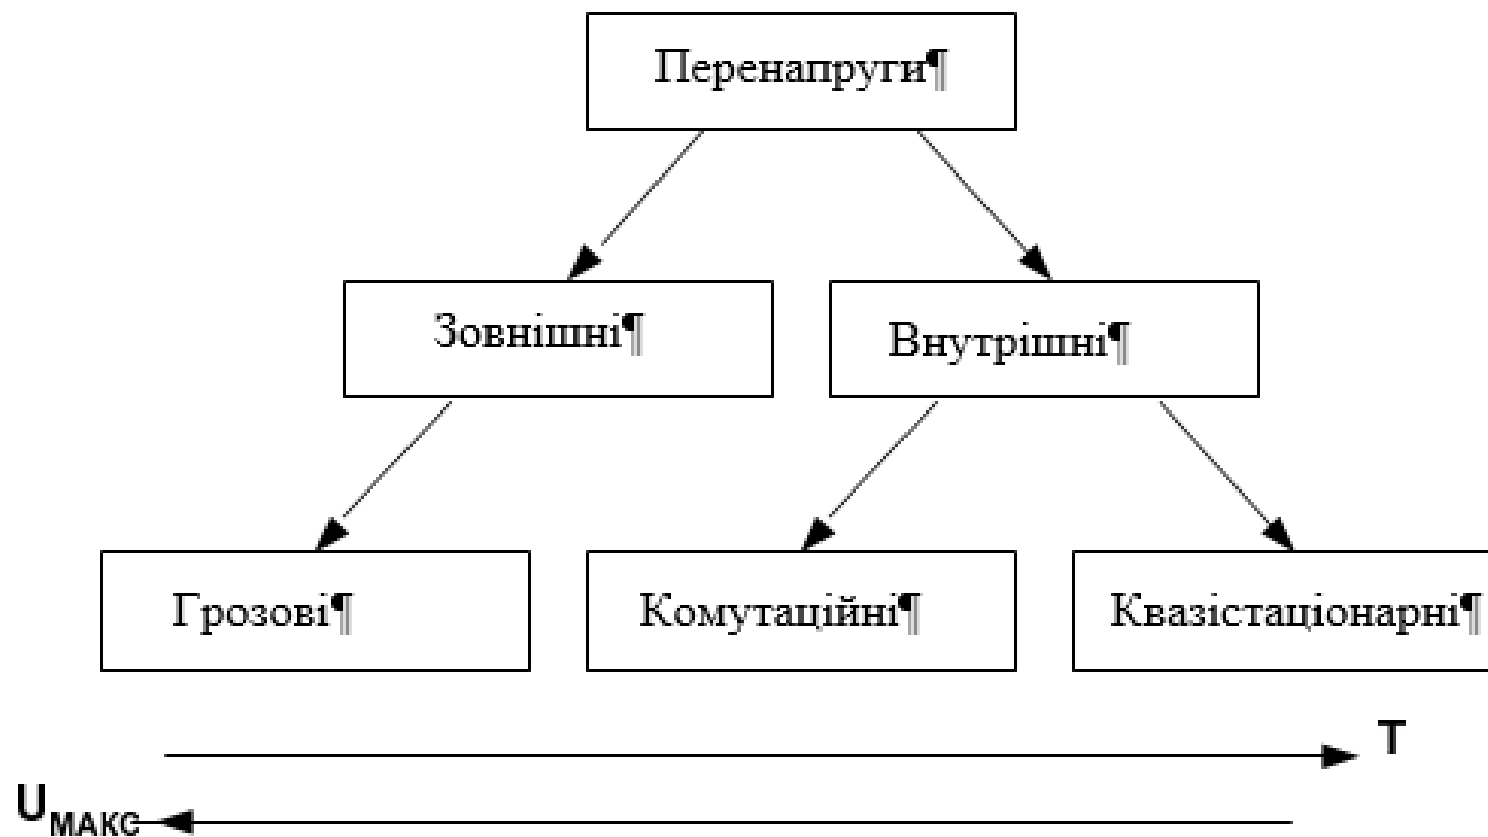 Перенапруги¶
Зовнішні¶
Внутрішні¶
Грозові¶
Комутаційні¶
Квазістаціонарні¶
T
UМАКС